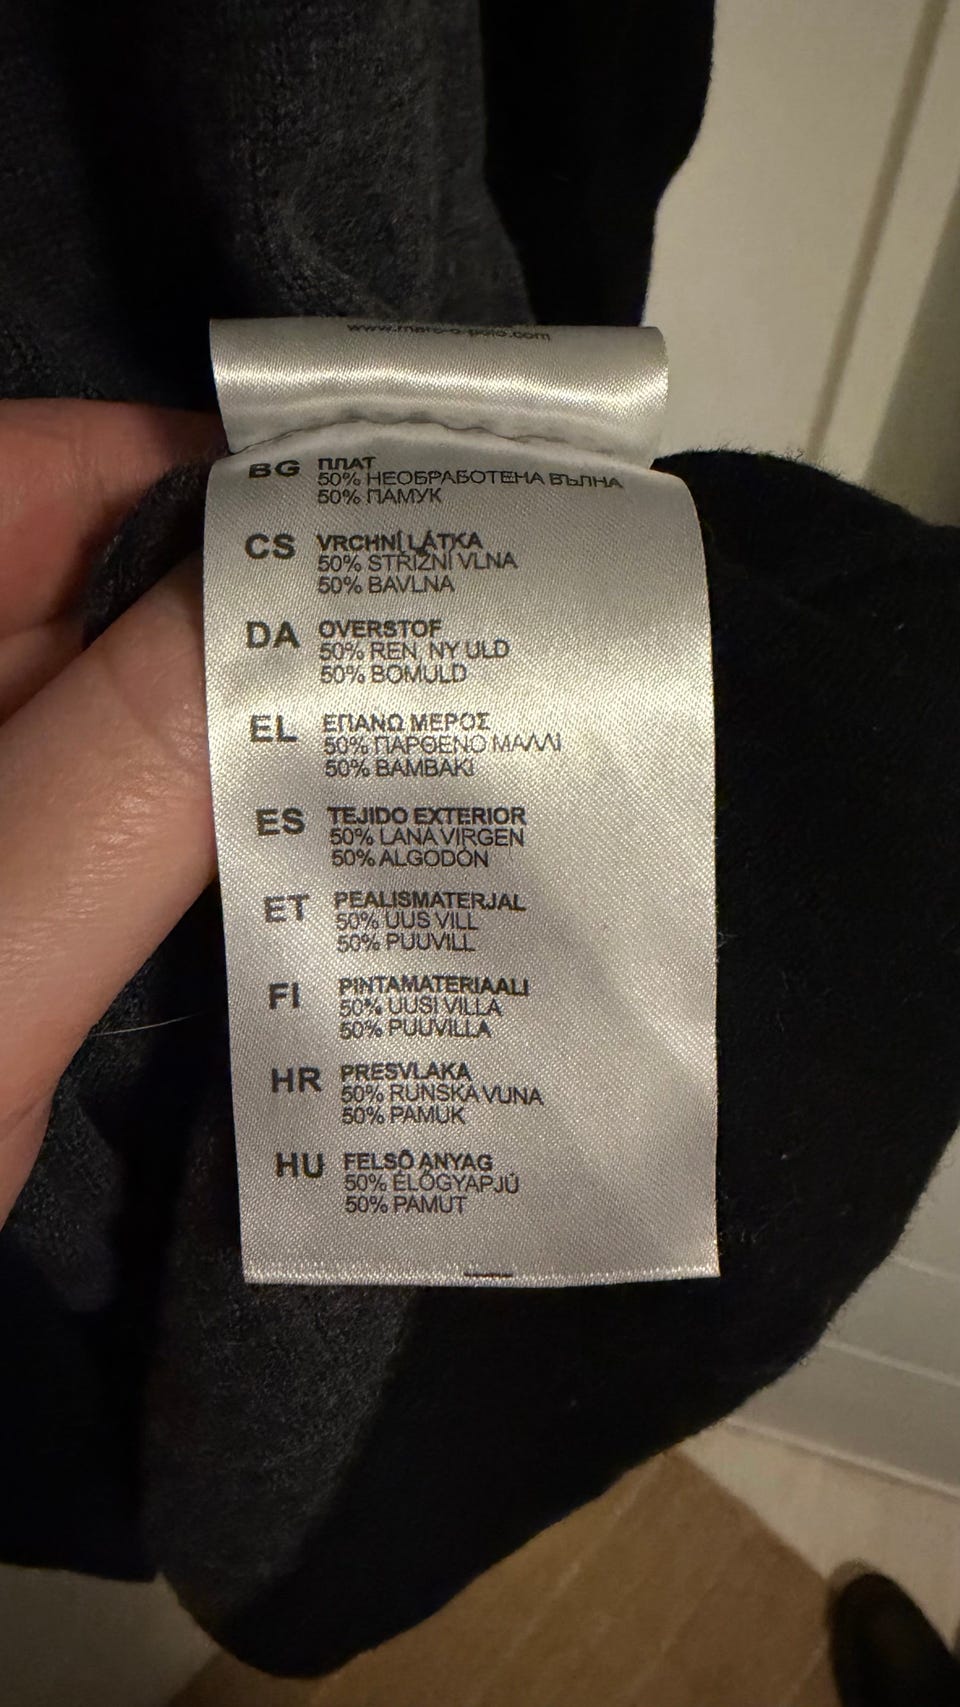 www.marc-o-polo.com
BG ПЛАТ
50% НЕОБРАБОТЕНА ВЪЛНА
50% ПАМУК
CS VRCHNÍ LÁTKA
50% STŘIŽNÍ VLNA
50% BAVLNA
DA OVERSTOF
50% REN, NY ULD
50% BOMULD
EL ΕΠΑΝΩ ΜΕΡΟΣ
50% ΠΑΡΘΕΝΟ ΜΑΛΛΙ
50% ΒΑΜΒΑΚΙ
ES TEJIDO EXTERIOR
50% LANA VIRGEN
50% ALGODÓN
ET PEALISMATERJAL
50% UUS VILL
50% PUUVILL
FI PINTAMATERIAALI
50% UUSI VILLA
50% PUUVILLA
HR PRESVLAKA
50% RUNSKA VUNA
50% PAMUK
HU FELSŐ ANYAG
50% ÉLŐGYAPJÚ
50% PAMUT